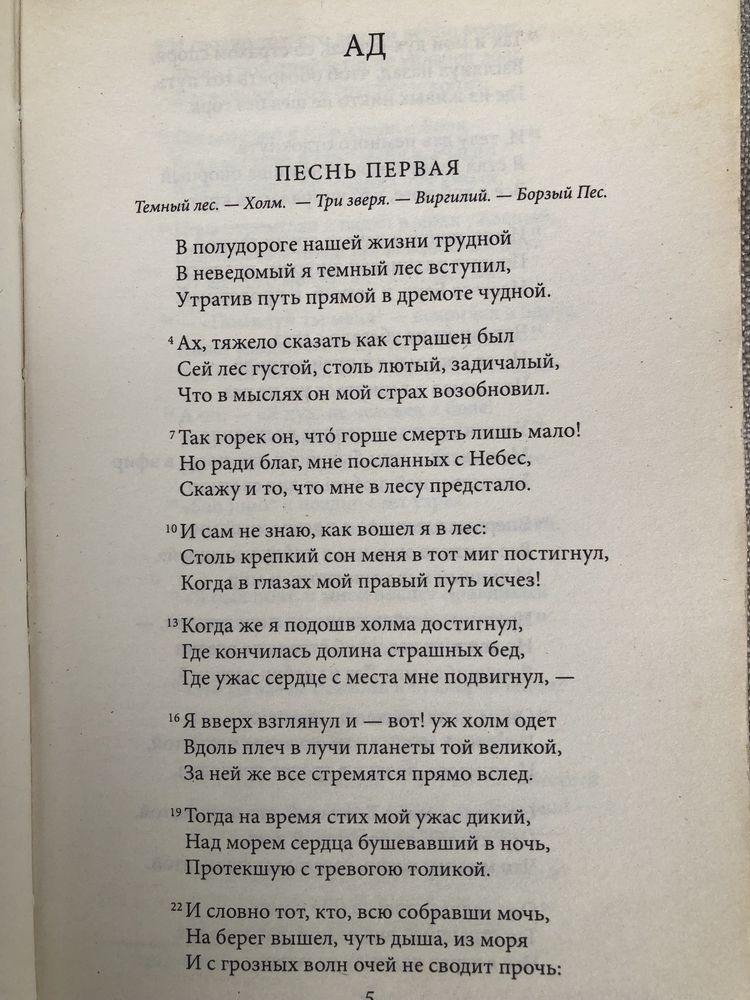 АД
ПЕСНЬ ПЕРВАЯ
Темный лес. — Холм. — Три зверя. — Виргилий. — Борзый Пес.
В полудороге нашей жизни трудной
В неведомый я темный лес вступил,
Утратив путь прямой в дремоте чудной.
4 Ах, тяжело сказать как страшен был
Сей лес густой, столь лютый, задичалый,
Что в мыслях он мой страх возобновил.
7 Так горек он, что́ горше смерть лишь мало!
Но ради благ, мне посланных с Небес,
Скажу и то, что мне в лесу предстало.
10 И сам не знаю, как вошел я в лес:
Столь крепкий сон меня в тот миг постигнул,
Когда в глазах мой правый путь исчез!
13 Когда же я подошв холма достигнул,
Где кончилась долина страшных бед,
Где ужас сердце с места мне подвигнул, —
16 Я вверх взглянул и — вот! уж холм одет
Вдоль плеч в лучи планеты той великой,
За ней же все стремятся прямо вслед.
19 Тогда на время стих мой ужас дикий,
Над морем сердца бушевавший в ночь,
Протекшую с тревогою толикой.
22 И словно тот, кто, всю собравши мочь,
На берег вышел, чуть дыша, из моря
И с грозных волн очей не сводит прочь:
5